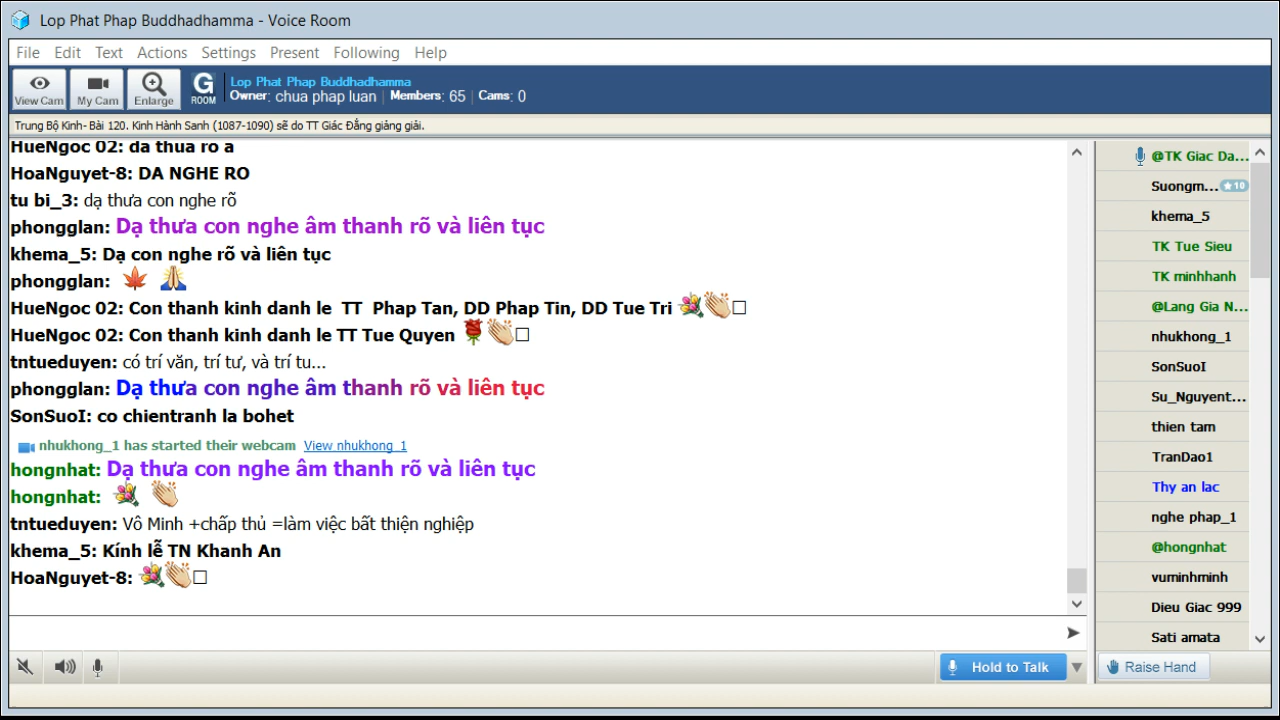 Lop Phat Phap Buddhadhamma - Voice Room
File Edit Text Actions Settings Present Following Help
View Cam My Cam Enlarge G ROOM
Lop Phat Phap Buddhadhamma
Owner: chua phap luan | Members: 65 | Cams: 0
Trung Bộ Kinh- Bài 120. Kinh Hành Sanh (1087-1090) sẽ do TT Giác Đẳng giảng giải.
HueNgoc 02: da thua ro a
HoaNguyet-8: DA NGHE RO
tu bi_3: dạ thưa con nghe rõ
phongglan: Dạ thưa con nghe âm thanh rõ và liên tục
khema_5: Dạ con nghe rõ và liên tục
phongglan:
HueNgoc 02: Con thanh kinh danh le TT Phap Tan, DD Phap Tin, DD Tue Tri
HueNgoc 02: Con thanh kinh danh le TT Tue Quyen
tntueduyen: có trí văn, trí tư, và trí tu...
phongglan: Dạ thưa con nghe âm thanh rõ và liên tục
SonSuoI: co chientranh la bohet
nhukhong_1 has started their webcam View nhukhong_1
hongnhat: Dạ thưa con nghe âm thanh rõ và liên tục
hongnhat:
tntueduyen: Vô Minh +chấp thủ =làm việc bất thiện nghiệp
khema_5: Kính lễ TN Khanh An
HoaNguyet-8:
@TK Giac Da...
Suongm... 10
khema_5
TK Tue Sieu
TK minhhanh
@Lang Gia N...
nhukhong_1
SonSuoI
Su_Nguyent...
thien tam
TranDao1
Thy an lac
nghe phap_1
@hongnhat
vuminhminh
Dieu Giac 999
Sati amata
Hold to Talk
Raise Hand